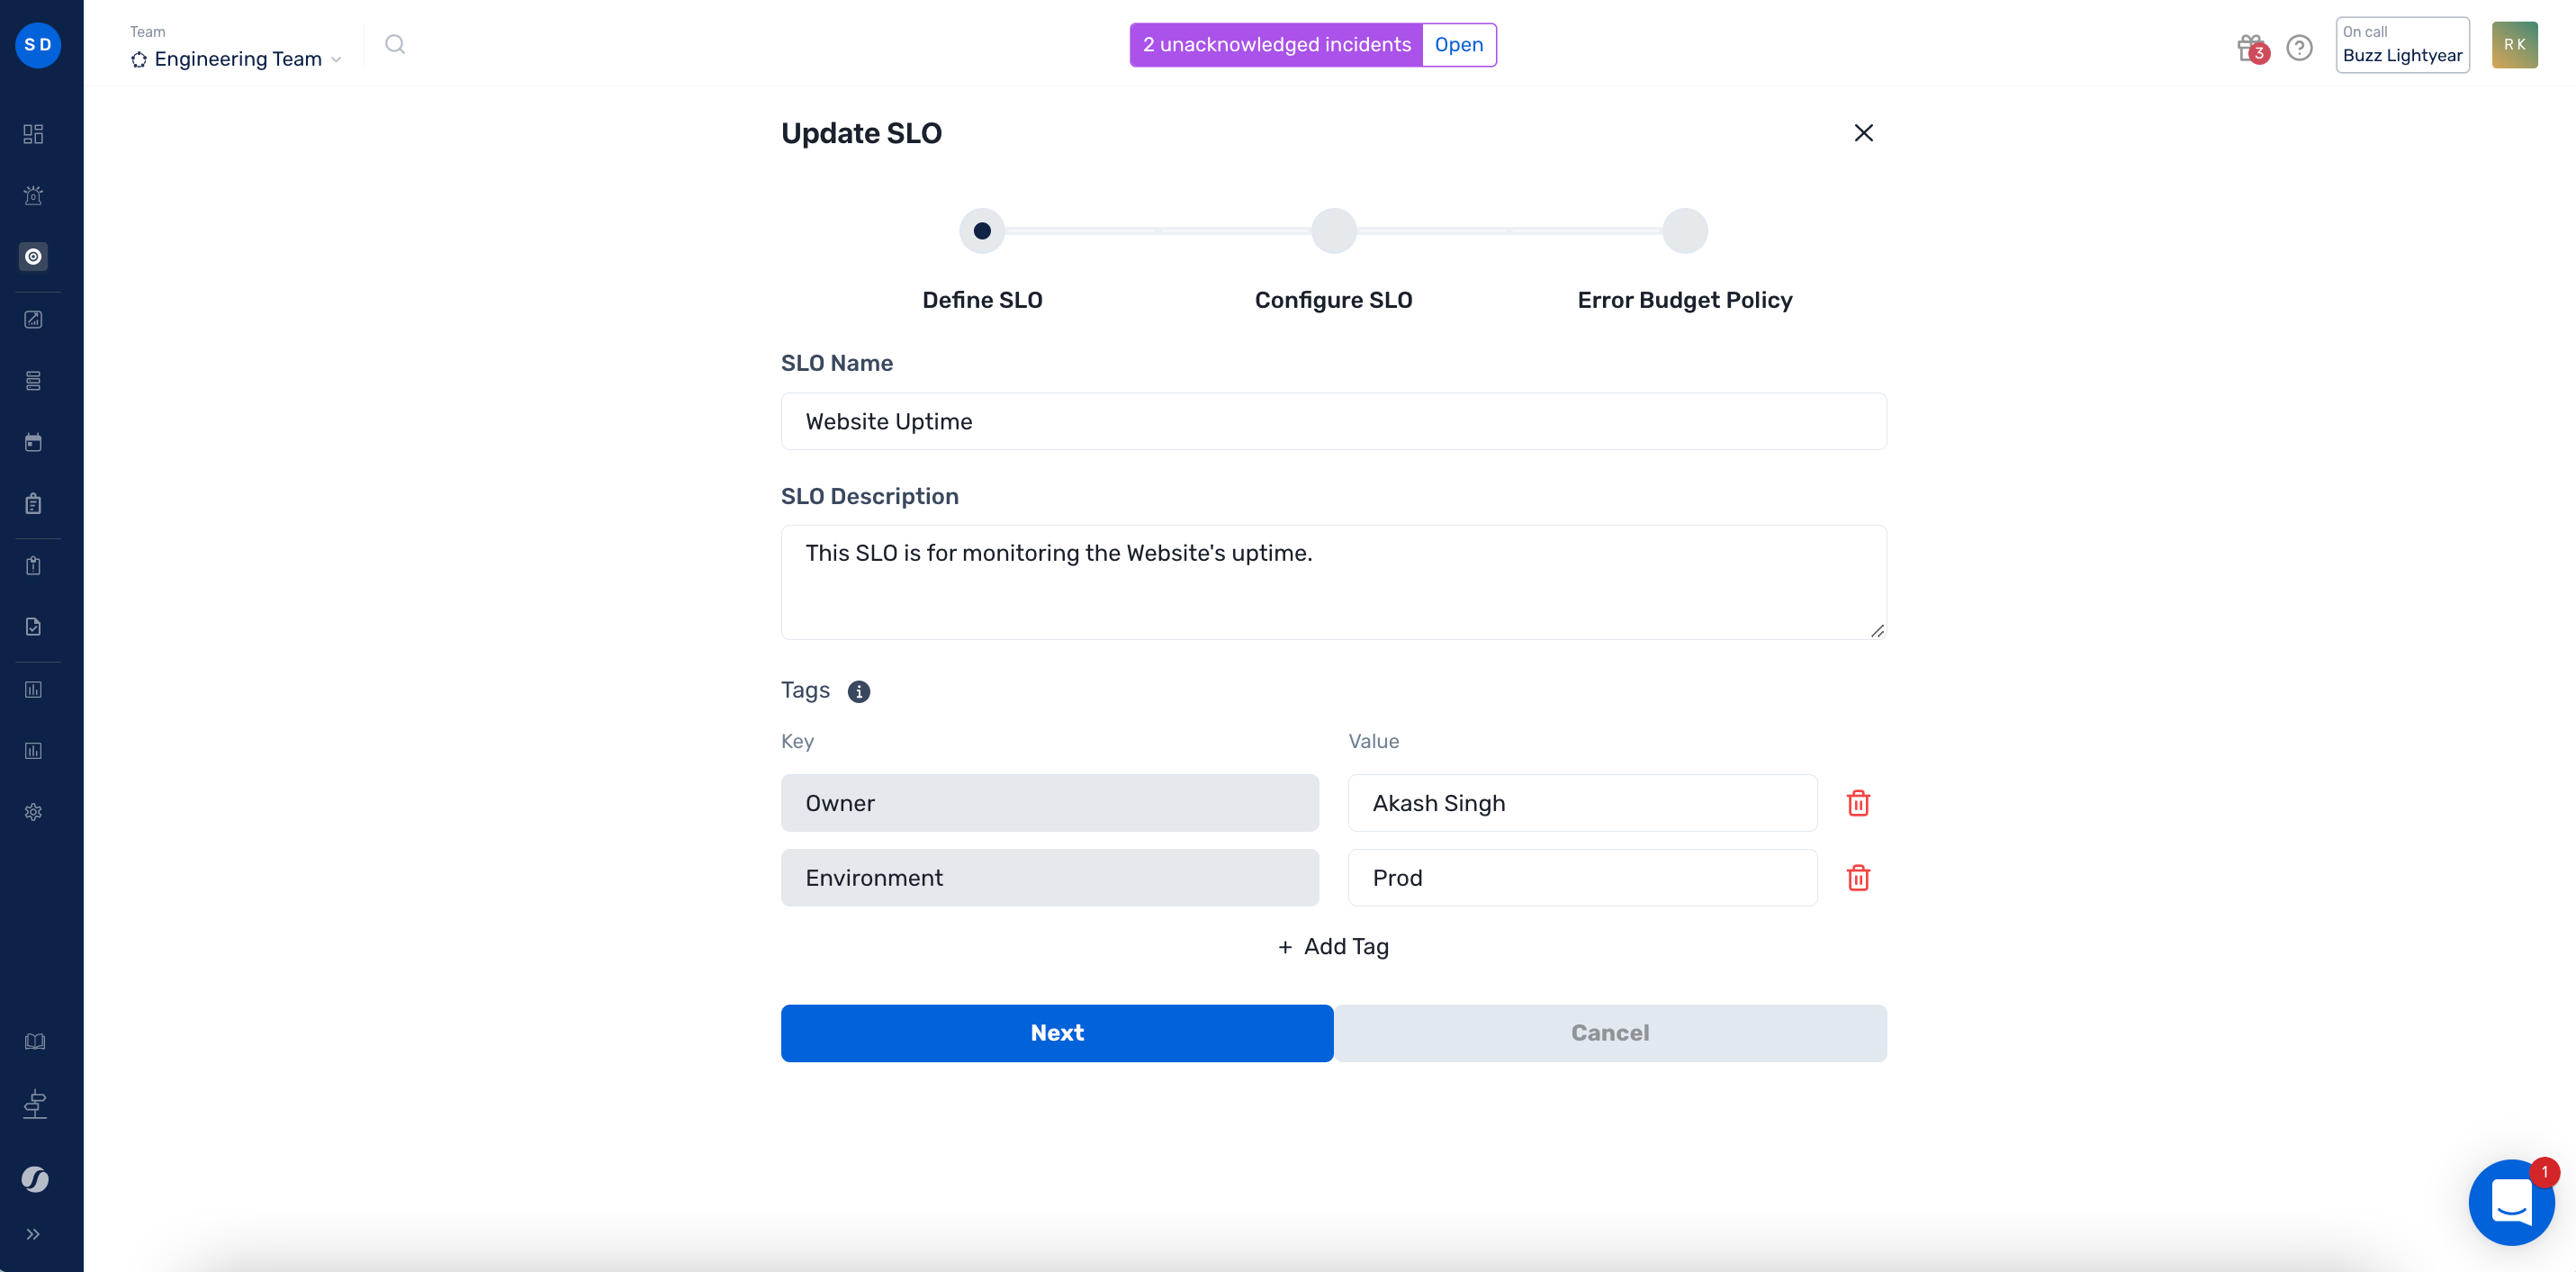 SD
Team
Engineering Team
2 unacknowledged incidents Open
3
On call
Buzz Lightyear
RK
Update SLO
Define SLO
Configure SLO
Error Budget Policy
SLO Name
Website Uptime
SLO Description
This SLO is for monitoring the Website's uptime.
Tags
Key Value
Owner Akash Singh
Environment Prod
+ Add Tag
Next Cancel
1